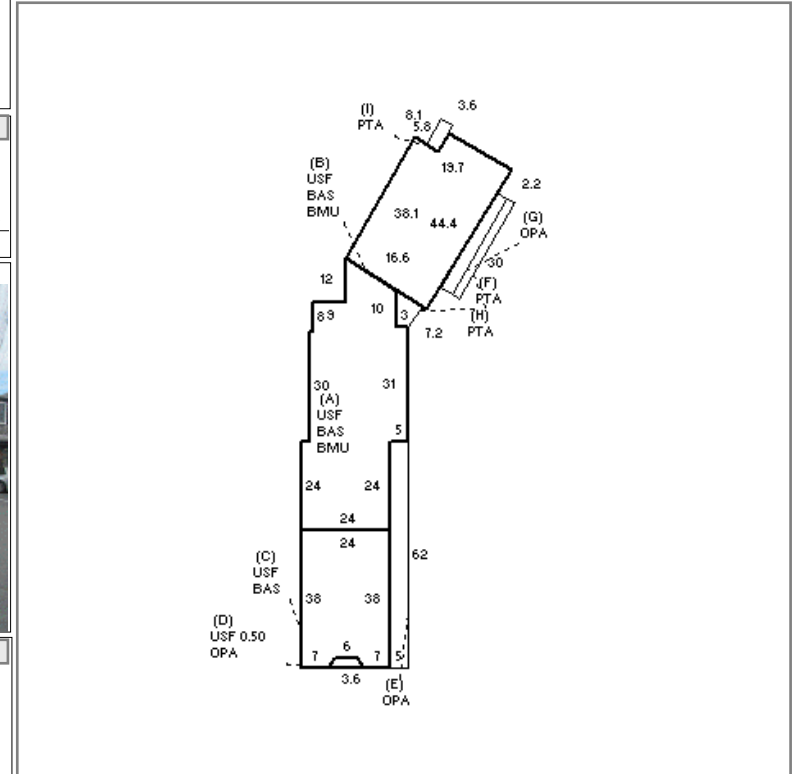 3.6
8.1
(I)
PTA
5.8
(B)
USF
BAS
BMU
19.7
2.2
38.1
44.4
(G)
OPA
16.6
30
12
(F)
PTA
(H)
PTA
8 9
10
3
7.2
30
31
(A)
USF
BAS
BMU
5
24
24
24
24
62
(C)
USF
BAS
38
38
(D)
USF 0.50
OPA
6
7
7
5
3.6
(E)
OPA